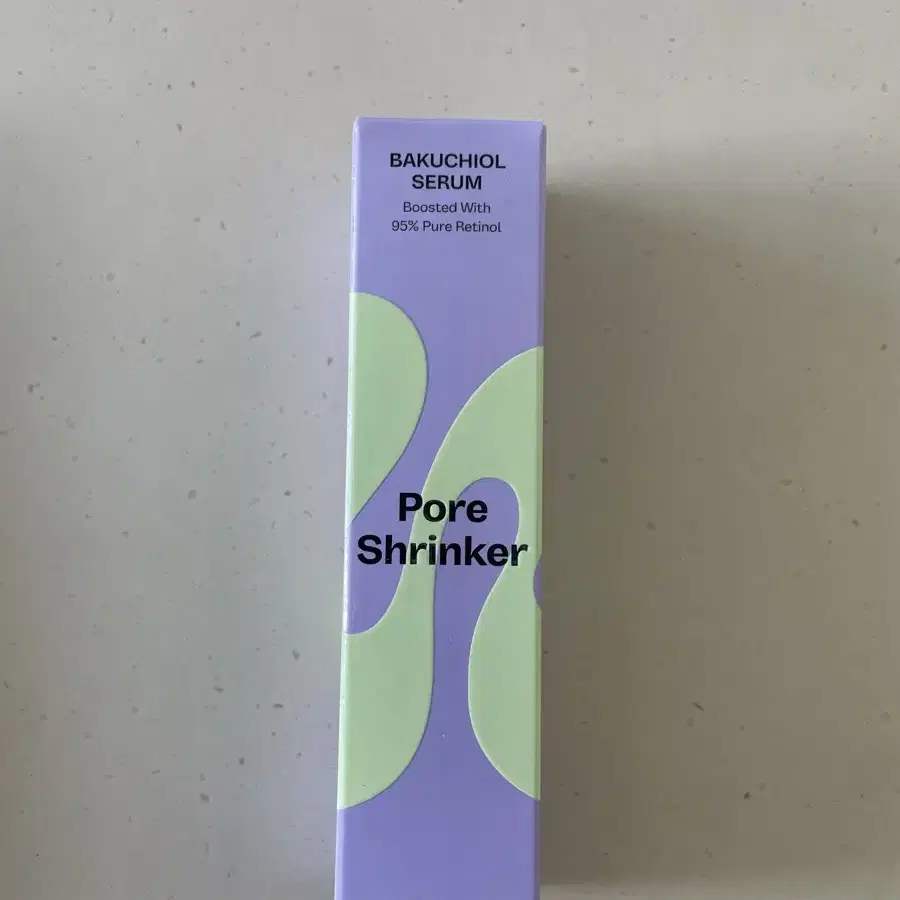 BAKUCHIOL
SERUM
Boosted With
95% Pure Retinol
Pore
Shrinker